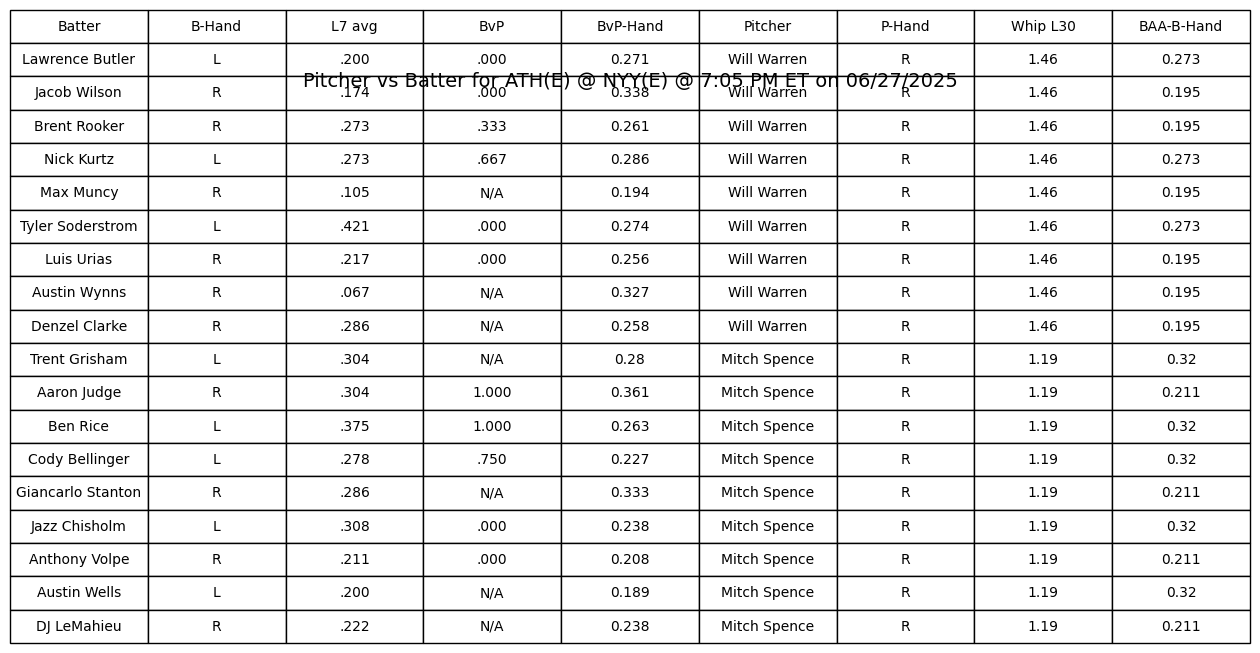 Batter B-Hand L7 avg BvP BvP-Hand Pitcher P-Hand Whip L30 BAA-B-Hand
Lawrence Butler L .200 .000 0.271 Will Warren R 1.46 0.273
Pitcher vs Batter for ATH(E) @ NYY(E) @ 7:05 PM ET on 06/27/2025
Jacob Wilson R .174 .000 0.338 Will Warren R 1.46 0.195
Brent Rooker R .273 .333 0.261 Will Warren R 1.46 0.195
Nick Kurtz L .273 .667 0.286 Will Warren R 1.46 0.273
Max Muncy R .105 N/A 0.194 Will Warren R 1.46 0.195
Tyler Soderstrom L .421 .000 0.274 Will Warren R 1.46 0.273
Luis Urias R .217 .000 0.256 Will Warren R 1.46 0.195
Austin Wynns R .067 N/A 0.327 Will Warren R 1.46 0.195
Denzel Clarke R .286 N/A 0.258 Will Warren R 1.46 0.195
Trent Grisham L .304 N/A 0.28 Mitch Spence R 1.19 0.32
Aaron Judge R .304 1.000 0.361 Mitch Spence R 1.19 0.211
Ben Rice L .375 1.000 0.263 Mitch Spence R 1.19 0.32
Cody Bellinger L .278 .750 0.227 Mitch Spence R 1.19 0.32
Giancarlo Stanton R .286 N/A 0.333 Mitch Spence R 1.19 0.211
Jazz Chisholm L .308 .000 0.238 Mitch Spence R 1.19 0.32
Anthony Volpe R .211 .000 0.208 Mitch Spence R 1.19 0.211
Austin Wells L .200 N/A 0.189 Mitch Spence R 1.19 0.32
DJ LeMahieu R .222 N/A 0.238 Mitch Spence R 1.19 0.211